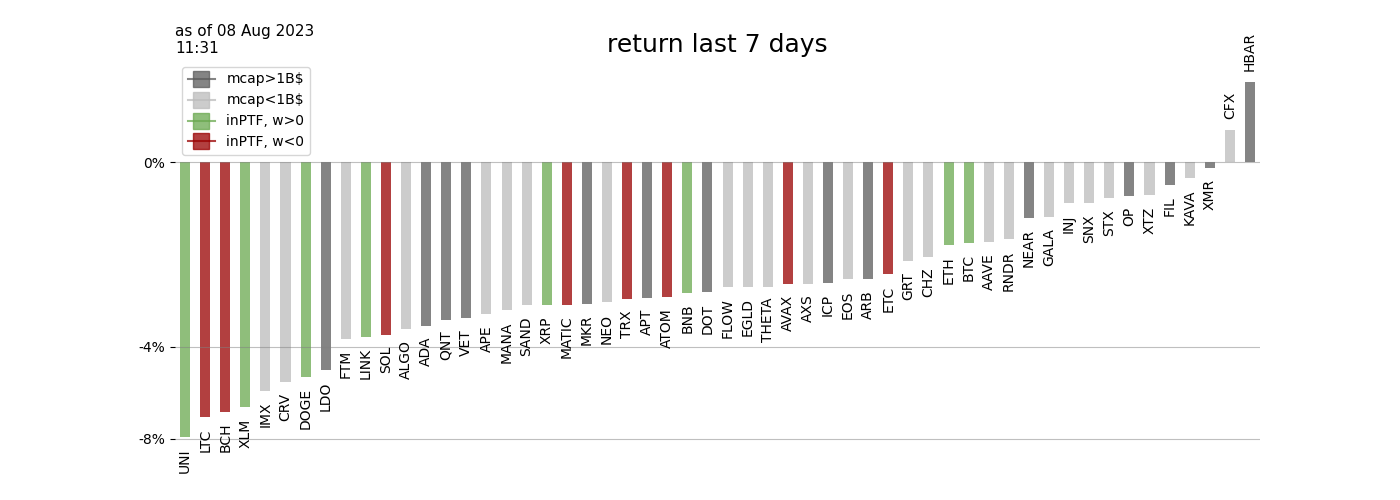 as of 08 Aug 2023
11:31
return last 7 days
mcap>1B$
mcap<1B$
inPTF, w>0
inPTF, w<0
0%
-4%
-8%
UNI
LTC
BCH
XLM
IMX
CRV
DOGE
LDO
FTM
LINK
SOL
ALGO
ADA
QNT
VET
APE
MANA
SAND
XRP
MATIC
MKR
NEO
TRX
APT
ATOM
BNB
DOT
FLOW
EGLD
THETA
AVAX
AXS
ICP
EOS
ARB
ETC
GRT
CHZ
ETH
BTC
AAVE
RNDR
NEAR
GALA
INJ
SNX
STX
OP
XTZ
FIL
KAVA
XMR
CFX
HBAR